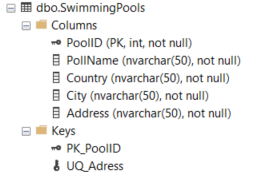 dbo.SwimmingPools
Columns
PoolID (PK, int, not null)
PollName (nvarchar(50), not null)
Country (nvarchar(50), not null)
City (nvarchar(50), not null)
Address (nvarchar(50), not null)
Keys
PK_PoolID
UQ_Adress